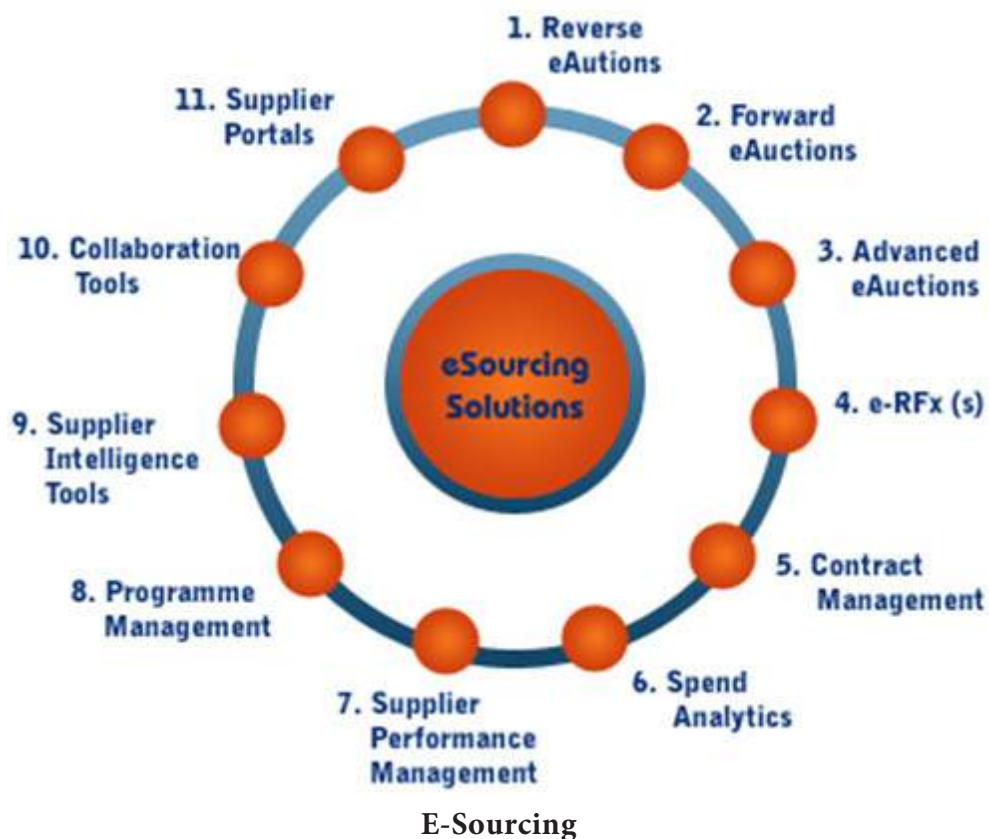 1. Reverse
eAutions
2. Forward
eAuctions
3. Advanced
eAuctions
4. e-RFx (s)
5. Contract
Management
6. Spend
Analytics
7. Supplier
Performance
Management
8. Programme
Management
9. Supplier
Intelligence
Tools
10. Collaboration
Tools
11. Supplier
Portals
eSourcing
Solutions
E-Sourcing